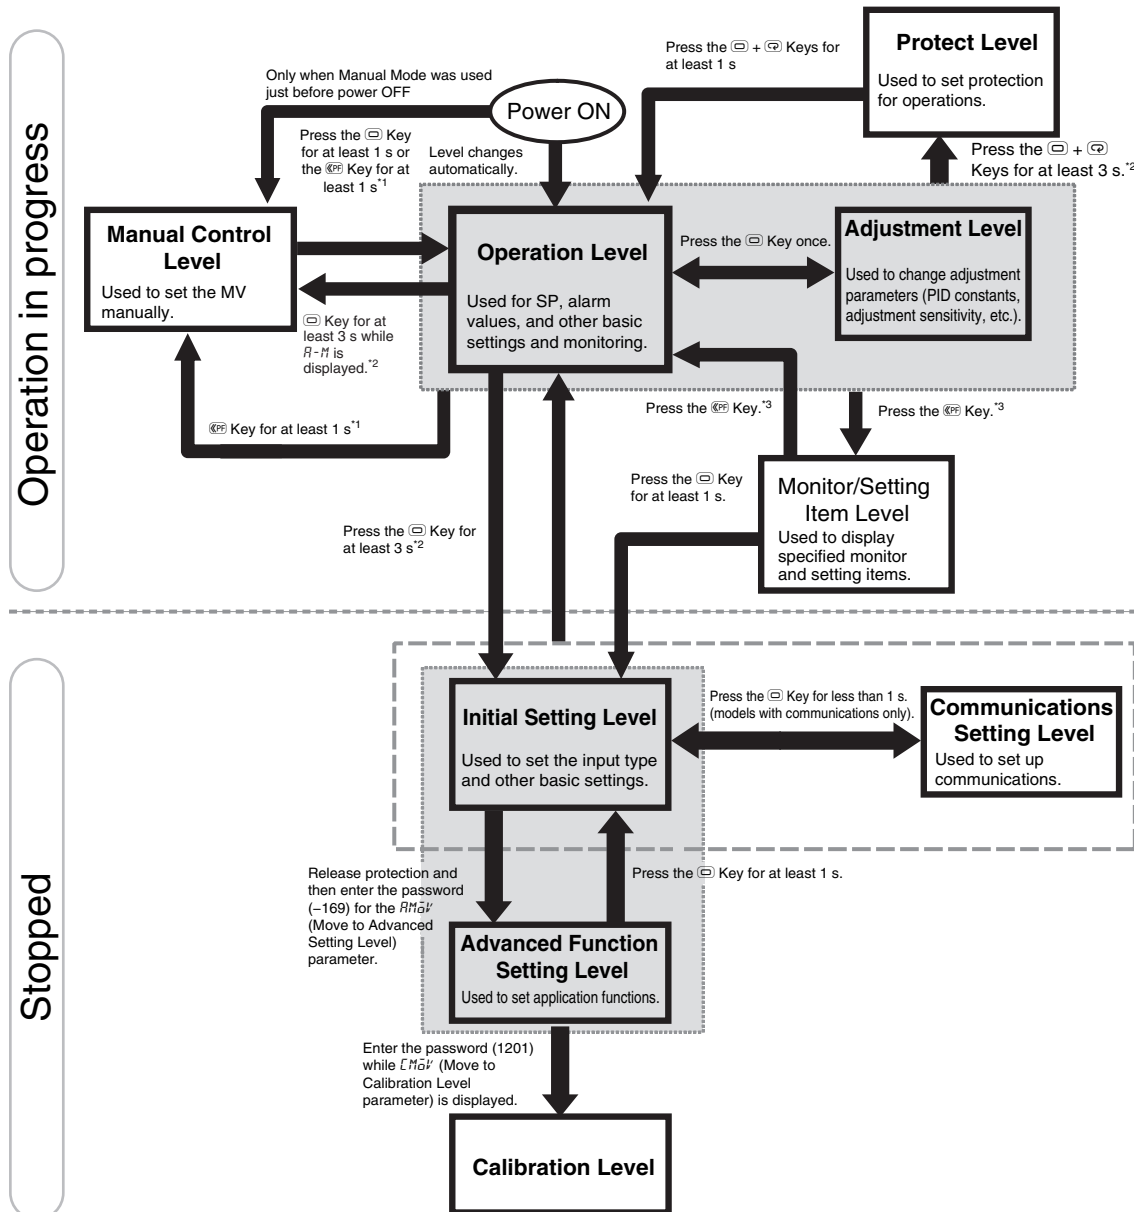 Operation in progress
Stopped
Press the + Keys for
at least 1 s
Protect Level
Used to set protection
for operations.
Only when Manual Mode was used
just before power OFF
Power ON
Press the Key
for at least 1 s or
the PF Key for at
least 1 s*1
Level changes
automatically.
Press the +
Keys for at least 3 s.*2
Manual Control
Level
Used to set the MV
manually.
Operation Level
Used for SP, alarm
values, and other basic
settings and monitoring.
Press the Key once.
Adjustment Level
Used to change adjustment
parameters (PID constants,
adjustment sensitivity, etc.).
Key for at
least 3 s while
A-M is
displayed.*2
PF Key for at least 1 s*1
Press the PF Key.*3
Press the PF Key.*3
Press the Key
for at least 1 s.
Monitor/Setting
Item Level
Used to display
specified monitor
and setting items.
Press the Key for
at least 3 s*2
Initial Setting Level
Used to set the input type
and other basic settings.
Press the Key for less than 1 s.
(models with communications only).
Communications
Setting Level
Used to set up
communications.
Release protection and
then enter the password
(−169) for the AMoV
(Move to Advanced
Setting Level)
parameter.
Press the Key for at least 1 s.
Advanced Function
Setting Level
Used to set application functions.
Enter the password (1201)
while CMoV (Move to
Calibration Level
parameter) is displayed.
Calibration Level